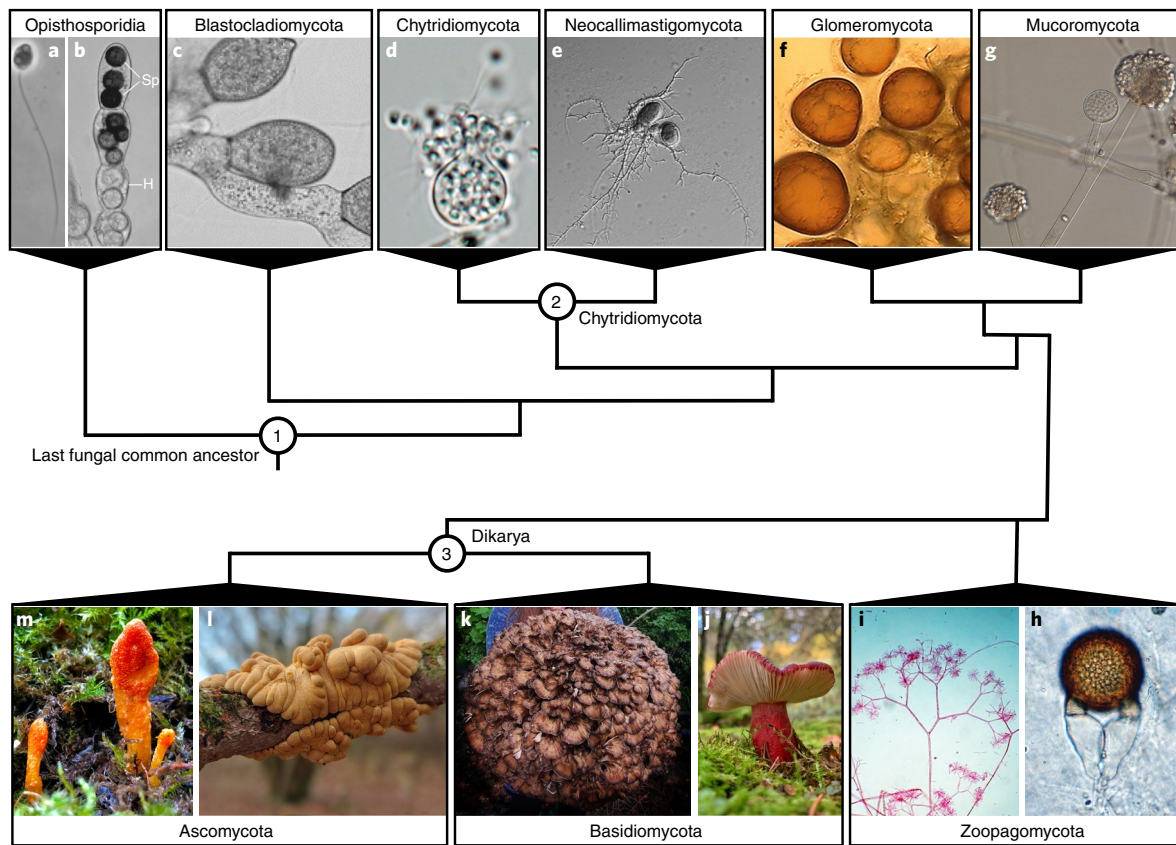 Opisthosporidia
Blastocladiomycota
Chytridiomycota
Neocallimastigomycota
Glomeromycota
Mucoromycota
a
b
c
d
e
f
g
Sp
H
2
Chytridiomycota
1
Last fungal common ancestor
Dikarya
3
m
l
k
j
i
h
Ascomycota
Basidiomycota
Zoopagomycota